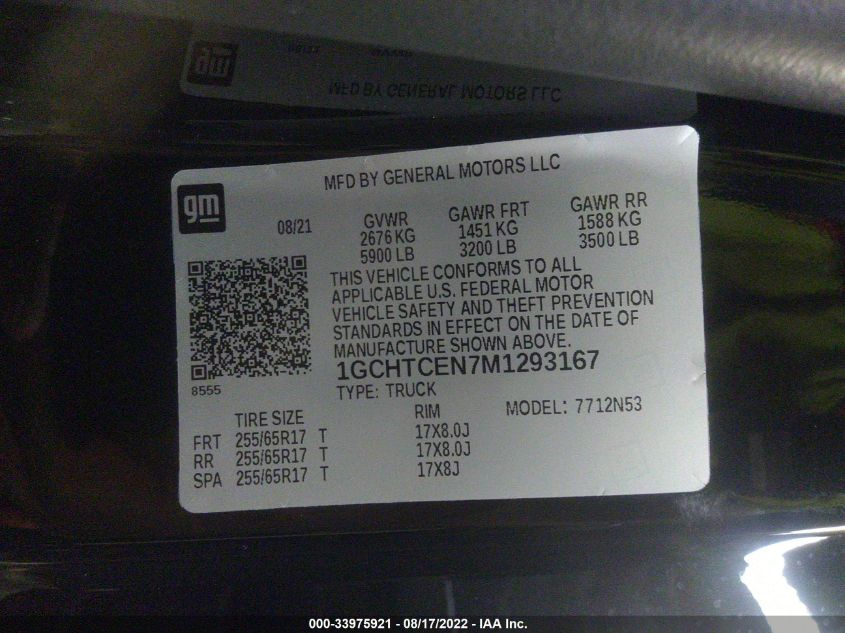 MFD BY GENERAL MOTORS LLC
gm
MFD BY GENERAL MOTORS LLC
gm
08/21
GVWR GAWR FRT GAWR RR
2676 KG 1451 KG 1588 KG
5900 LB 3200 LB 3500 LB
THIS VEHICLE CONFORMS TO ALL
APPLICABLE U.S. FEDERAL MOTOR
VEHICLE SAFETY AND THEFT PREVENTION
STANDARDS IN EFFECT ON THE DATE OF
MANUFACTURE SHOWN ABOVE.
1GCHTCEN7M1293167
8555
TYPE: TRUCK
TIRE SIZE RIM MODEL: 7712N53
FRT 255/65R17 T 17X8.0J
RR 255/65R17 T 17X8.0J
SPA 255/65R17 T 17X8J
000-33975921 - 08/17/2022 - IAA Inc.